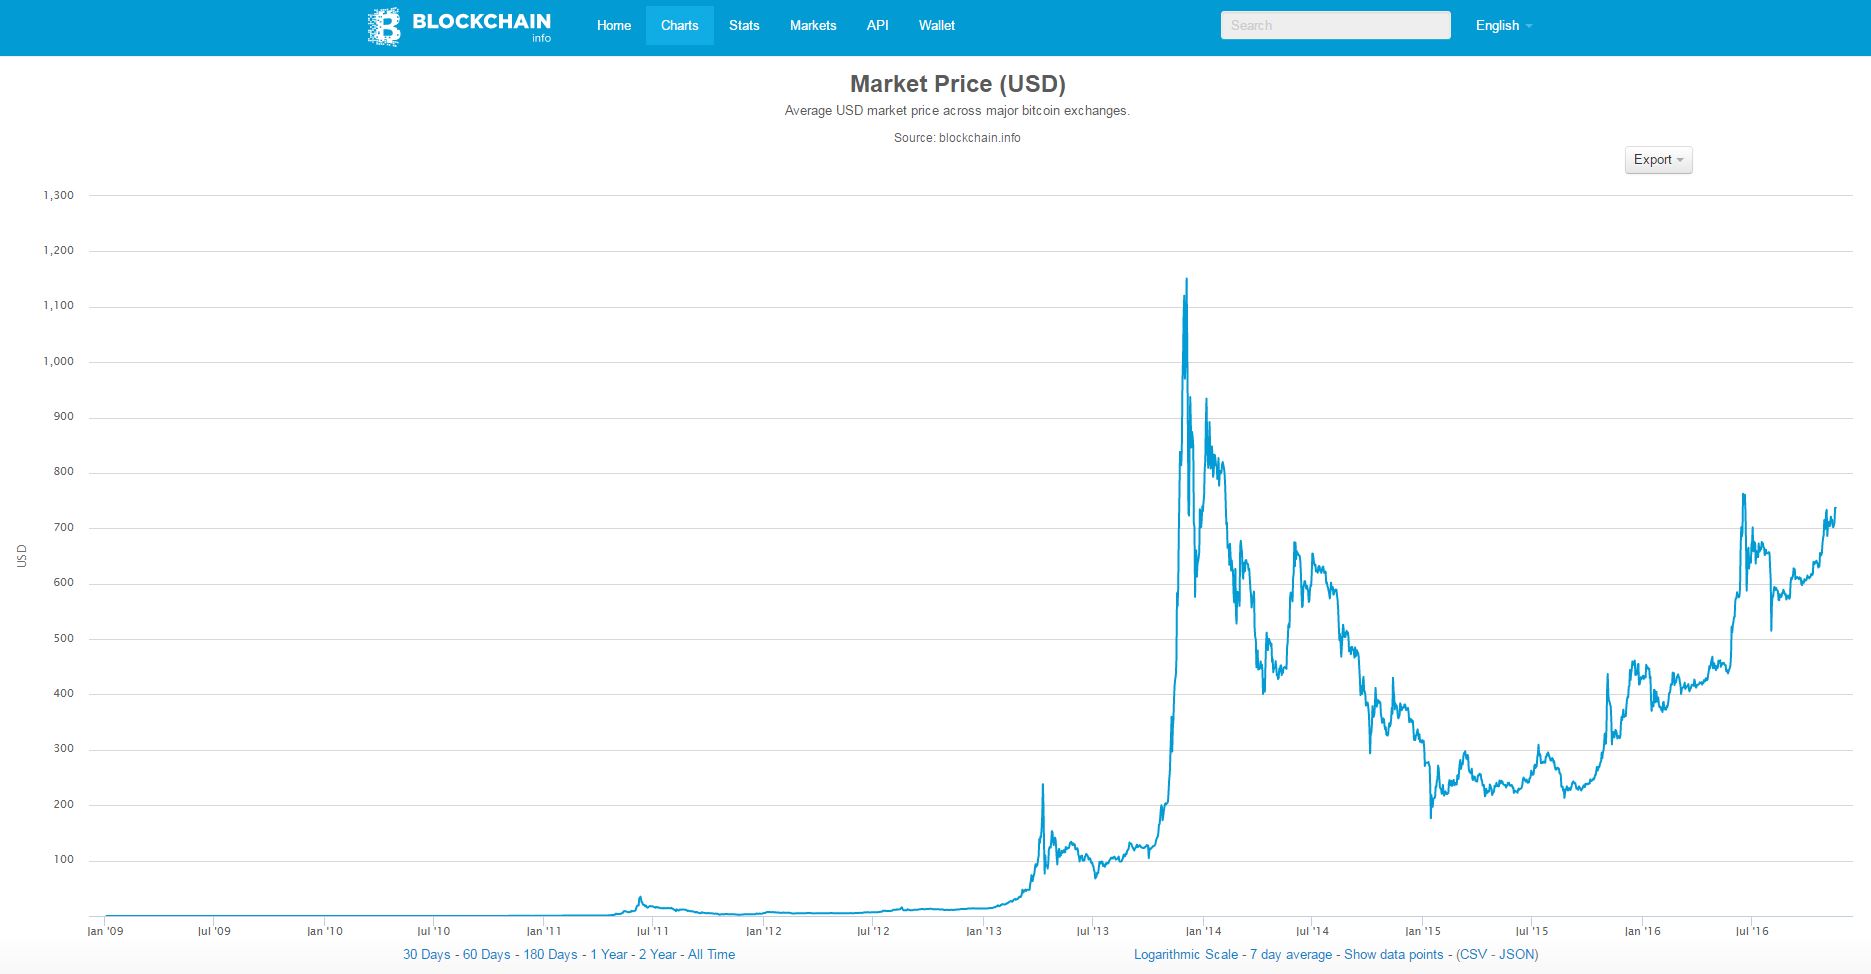 BLOCKCHAIN
info
Home Charts Stats Markets API Wallet Search English
Market Price (USD)
Average USD market price across major bitcoin exchanges.
Source: blockchain.info
Export
1,300
1,200
1,100
1,000
900
800
700
600
500
400
300
200
100
USD
Jan '09 Jul '09 Jan '10 Jul '10 Jan '11 Jul '11 Jan '12 Jul '12 Jan '13 Jul '13 Jan '14 Jul '14 Jan '15 Jul '15 Jan '16 Jul '16
30 Days - 60 Days - 180 Days - 1 Year - 2 Year - All Time
Logarithmic Scale - 7 day average - Show data points - (CSV - JSON)